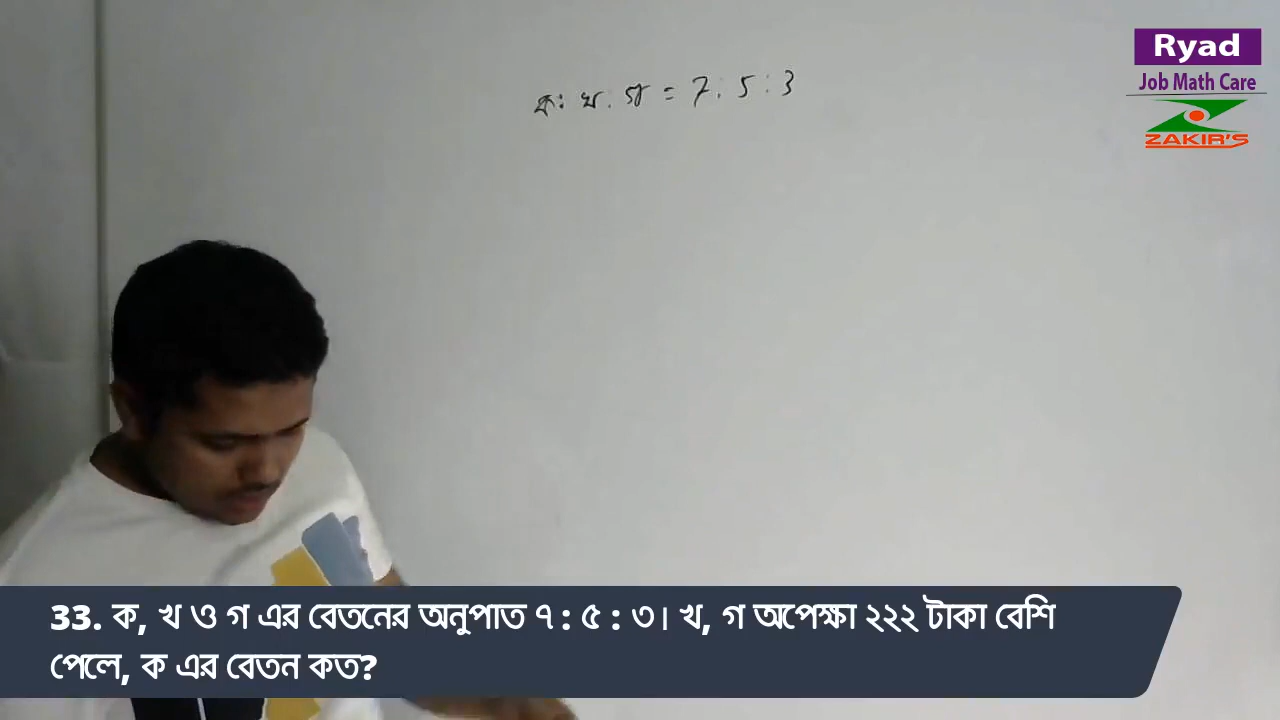 Ryad
Job Math Care
ZAKIR'S
ক: খ: গ = 7: 5: 3
33. ক, খ ও গ এর বেতনের অনুপাত ৭ : ৫ : ৩। খ, গ অপেক্ষা ২২২ টাকা বেশি
পেলে, ক এর বেতন কত?